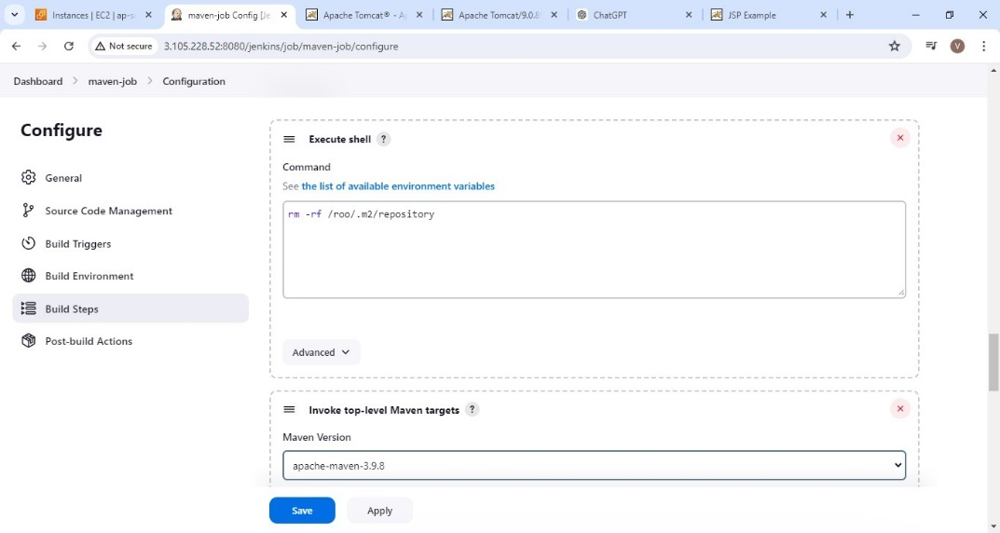 Instances | EC2 | ap-s
maven-job Config [Je
Apache Tomcat® - Ap
Apache Tomcat/9.0.8
ChatGPT
JSP Example
Not secure
3.105.228.52:8080/jenkins/job/maven-job/configure
V
Dashboard > maven-job > Configuration
Configure
General
Source Code Management
Build Triggers
Build Environment
Build Steps
Post-build Actions
Execute shell ?
Command
See the list of available environment variables
rm -rf /roo/.m2/repository
Advanced
Invoke top-level Maven targets ?
Maven Version
apache-maven-3.9.8
Save
Apply